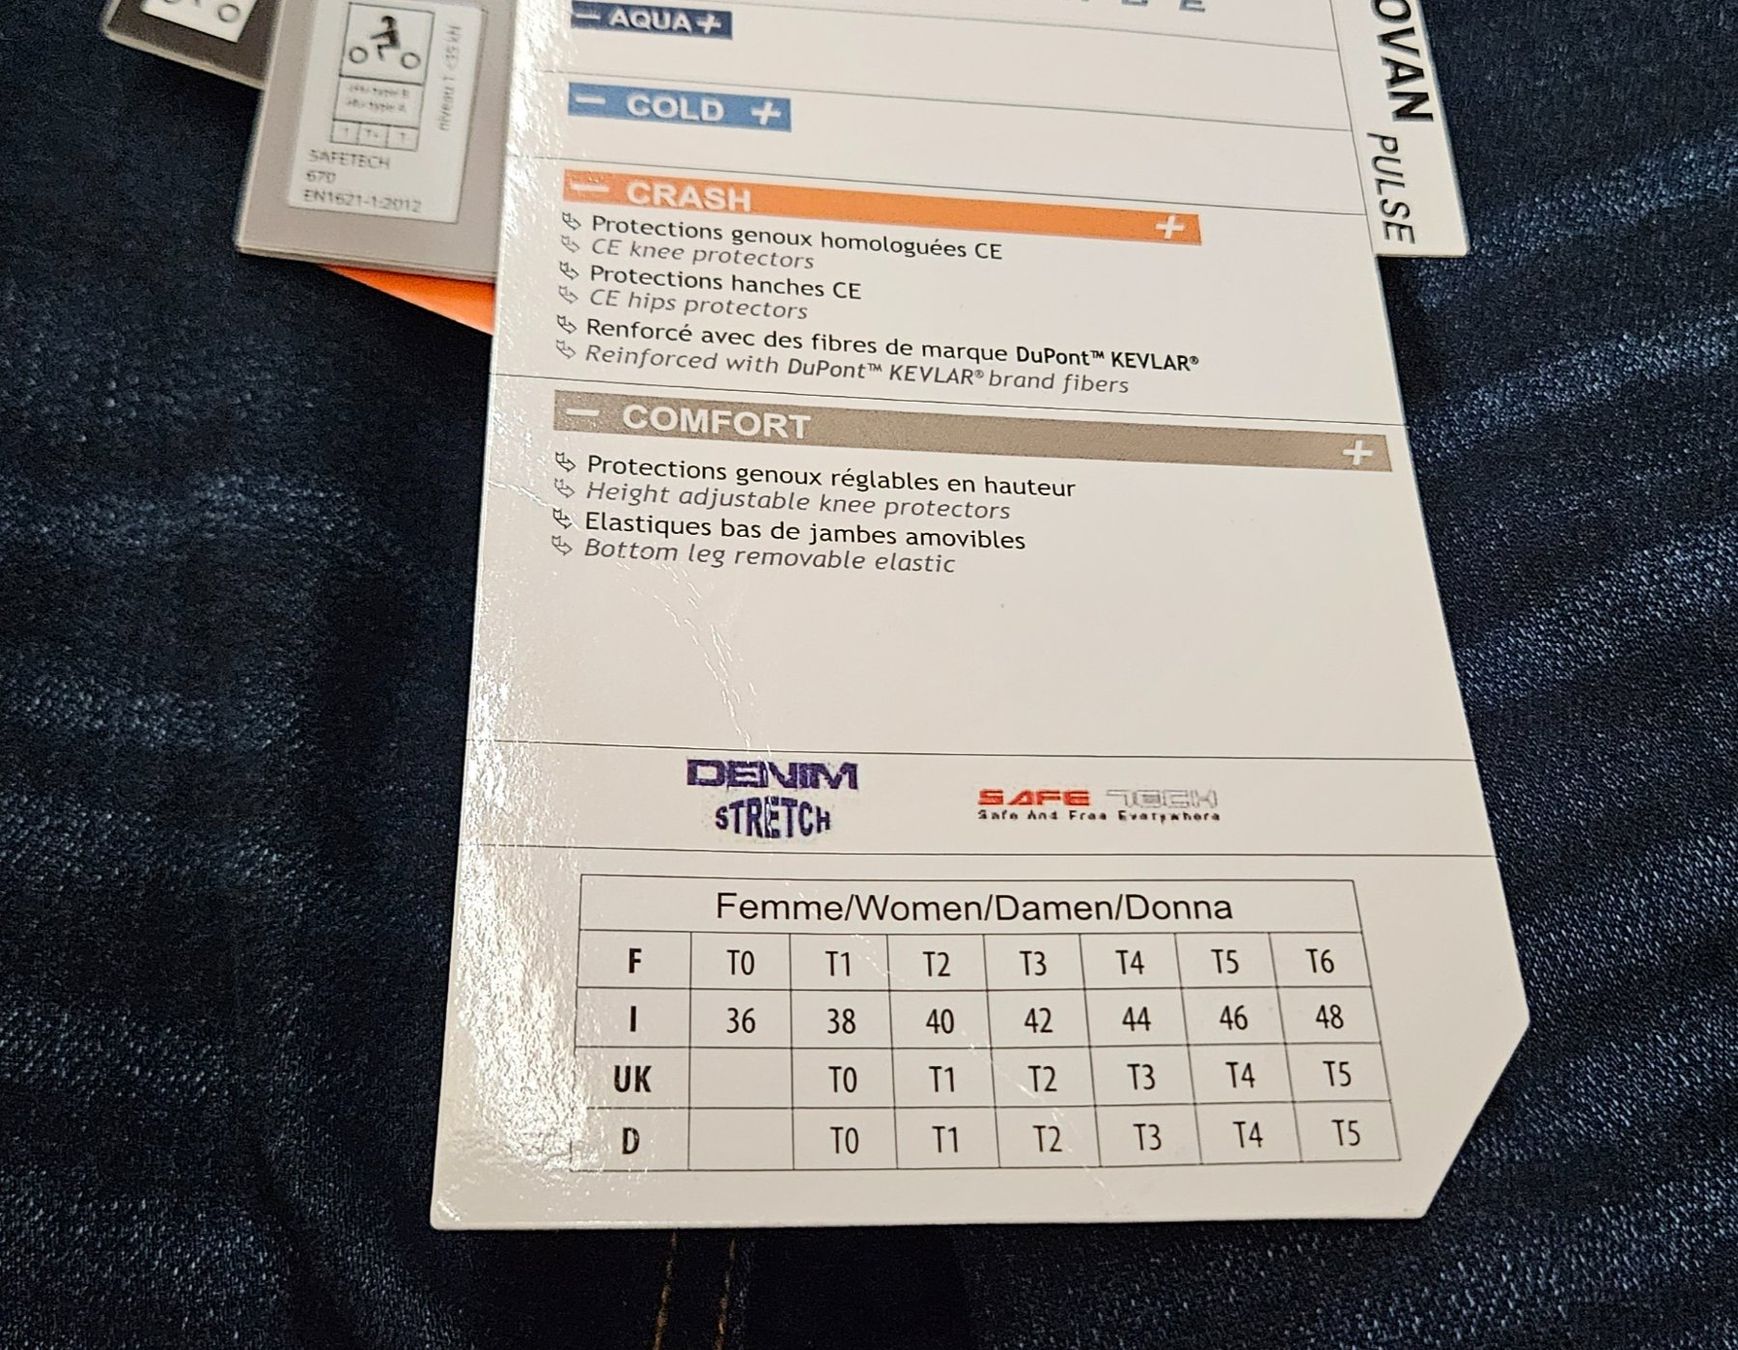 OVAN PULSE
niveau 1 <35 kN
SAFETECH
670
EN1621-1:2012
− AQUA +
− COLD +
− CRASH +
Protections genoux homologuées CE
CE knee protectors
Protections hanches CE
CE hips protectors
Renforcé avec des fibres de marque DuPont™ KEVLAR®
Reinforced with DuPont™ KEVLAR® brand fibers
− COMFORT +
Protections genoux réglables en hauteur
Height adjustable knee protectors
Elastiques bas de jambes amovibles
Bottom leg removable elastic
DENIM
STRETCH
SAFE TECH
Safe And Free Everywhere
Femme/Women/Damen/Donna
F T0 T1 T2 T3 T4 T5 T6
I 36 38 40 42 44 46 48
UK T0 T1 T2 T3 T4 T5
D T0 T1 T2 T3 T4 T5